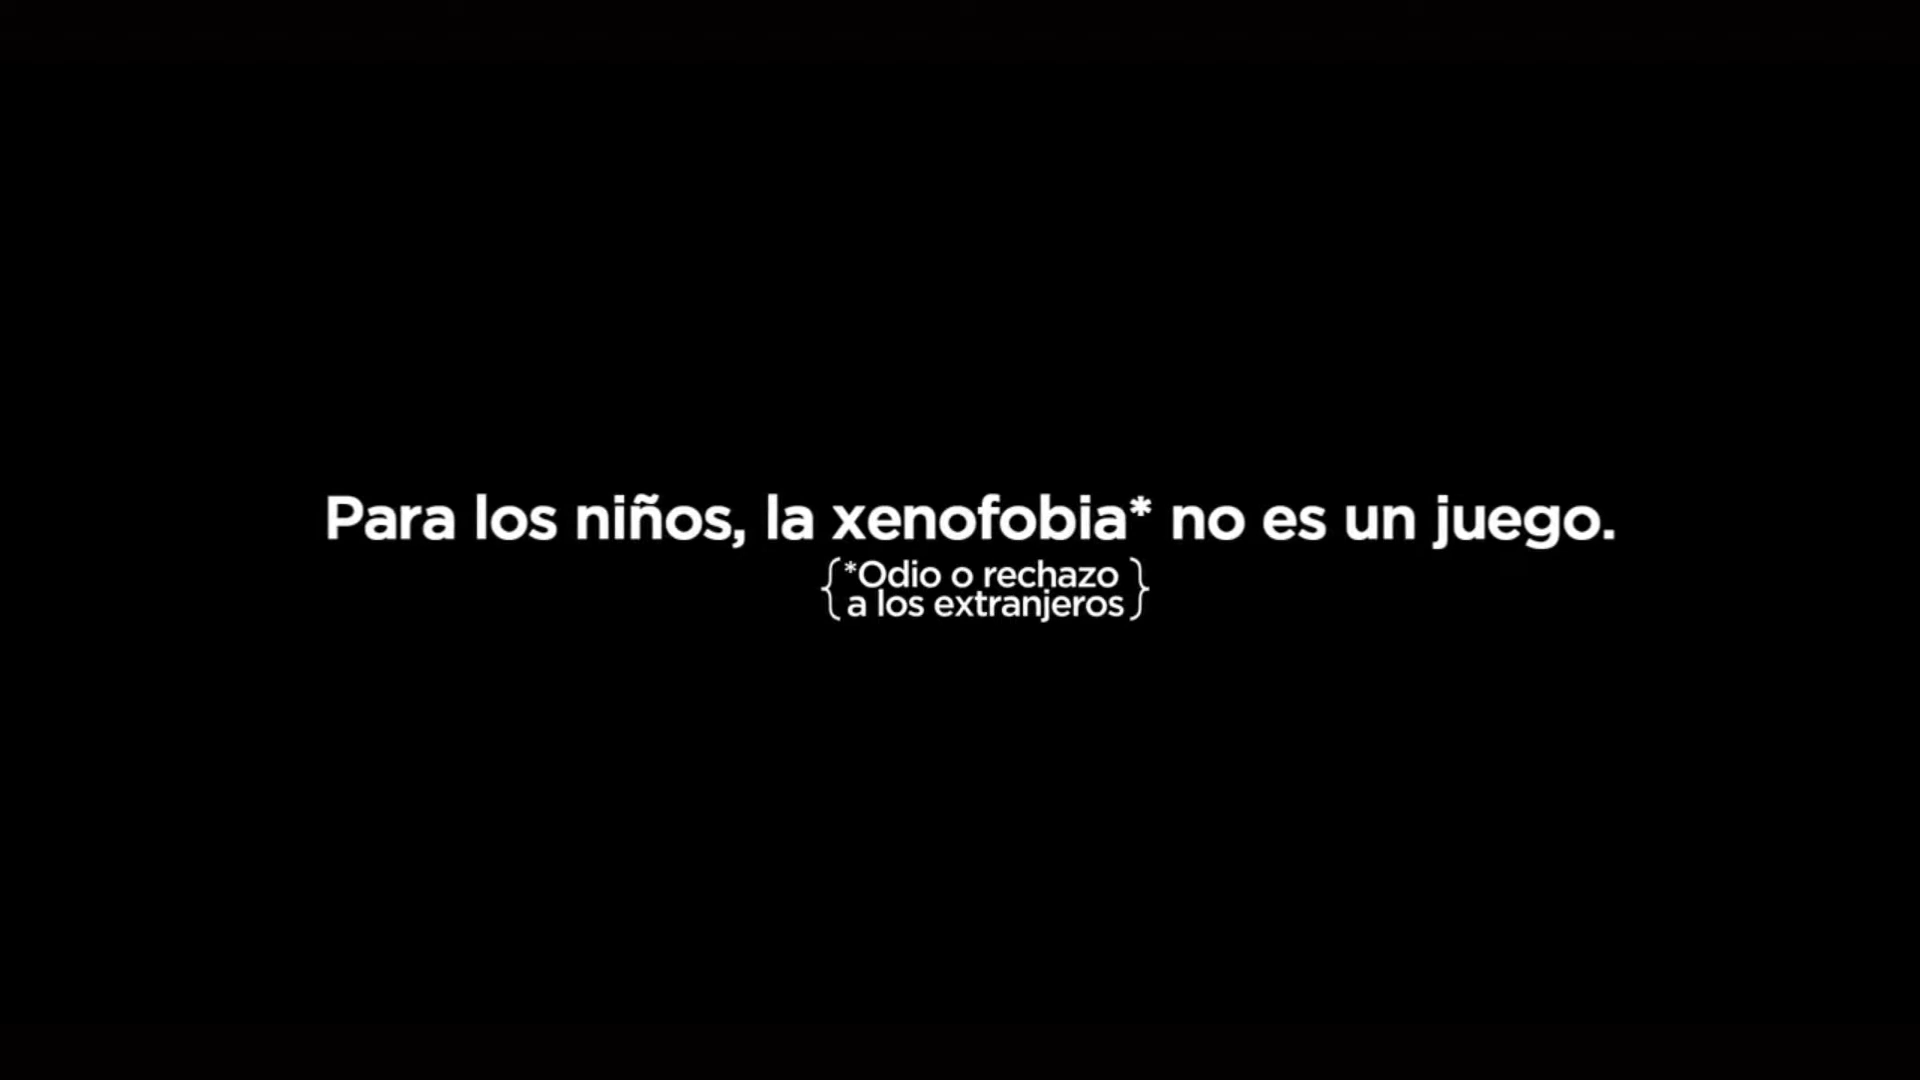 Para los niños, la xenofobia* no es un juego.
{*Odio o rechazo
a los extranjeros}